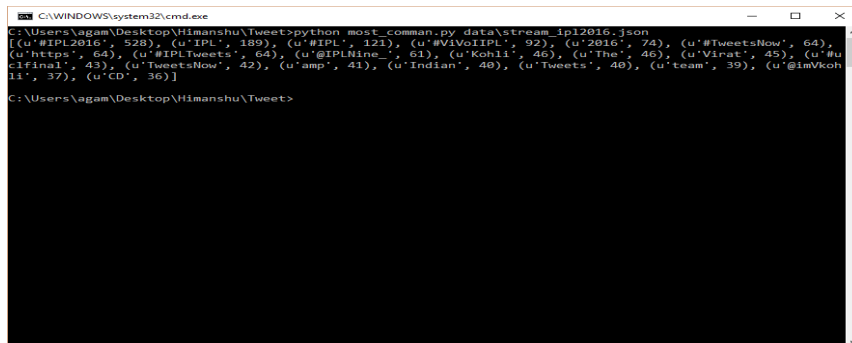 C:\WINDOWS\system32\cmd.exe
C:\Users\agam\Desktop\Himanshu\Tweet>python most_comman.py data\stream_ipl2016.json
[(u'#IPL2016', 528), (u'IPL', 189), (u'#IPL', 121), (u'#ViVoIIPL', 92), (u'2016', 74), (u'#TweetsNow', 64),
(u'https', 64), (u'#IPLTweets', 64), (u'@IPLNine_', 61), (u'Kohli', 46), (u'The', 46), (u'Virat', 45), (u'#u
clfinal', 43), (u'TweetsNow', 42), (u'amp', 41), (u'Indian', 40), (u'Tweets', 40), (u'team', 39), (u'@imVkoh
li', 37), (u'CD', 36)]
C:\Users\agam\Desktop\Himanshu\Tweet>